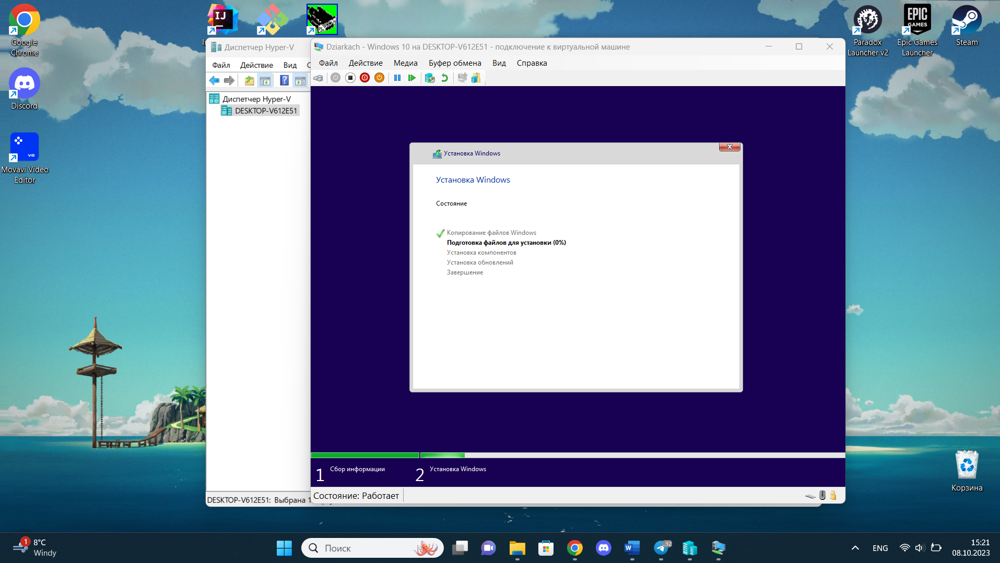 Google
Chrome
Discord
ve
Movavi Video
Editor
IJ
Paradox
Launcher v2
EPIC
GAMES
Epic Games
Launcher
Steam
Корзина
Диспетчер Hyper-V
Файл Действие Вид
Диспетчер Hyper-V
DESKTOP-V612E51
DESKTOP-V612E51: Выбрана 1
Dziarkach - Windows 10 на DESKTOP-V612E51 - подключение к виртуальной машине
Файл Действие Медиа Буфер обмена Вид Справка
Установка Windows
Установка Windows
Состояние
Копирование файлов Windows
Подготовка файлов для установки (0%)
Установка компонентов
Установка обновлений
Завершение
1 Сбор информации
2 Установка Windows
Состояние: Работает
1
8°C
Windy
Поиск
W
92
ENG
15:21
08.10.2023